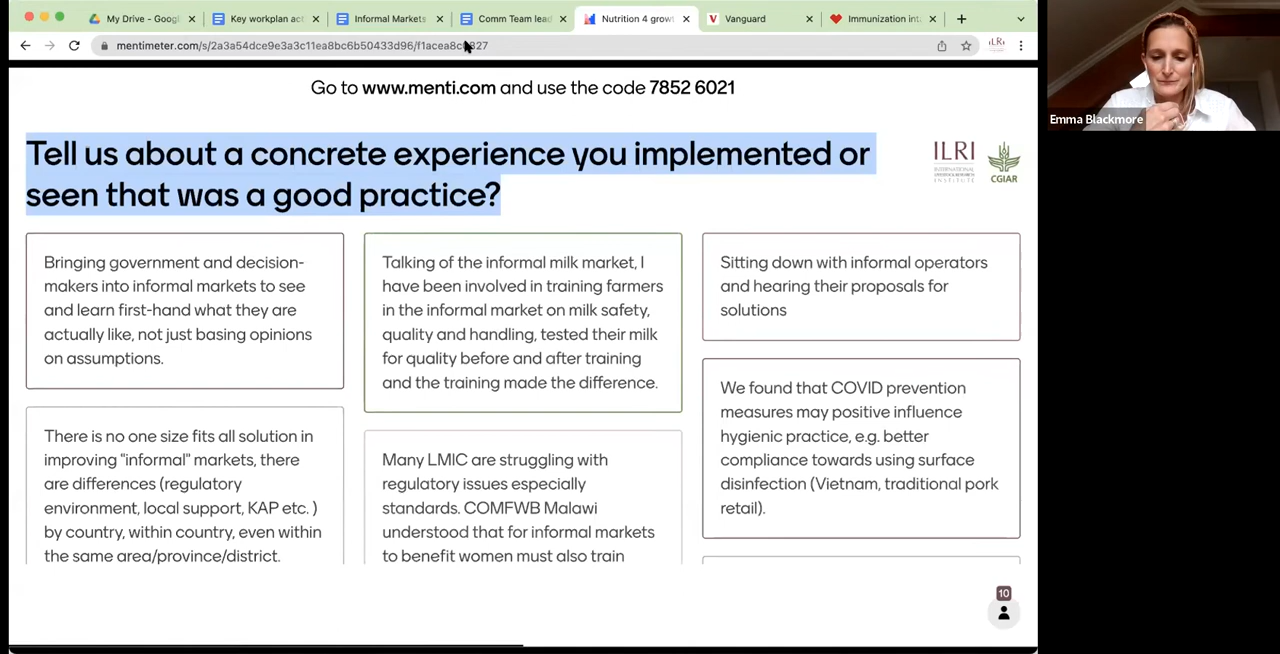 My Drive - Googl
Key workplan act
Informal Markets
Comm Team lead
Nutrition 4 grow
Vanguard
Immunization int
mentimeter.com/s/2a3a54dce9e3a3c11ea8bc6b50433d96/f1acea8c
327
Go to www.menti.com and use the code 7852 6021
Tell us about a concrete experience you implemented or
seen that was a good practice?
ILRI
INTERNATIONAL
LIVESTOCK RESEARCH
INSTITUTE
CGIAR
Bringing government and decision-
makers into informal markets to see
and learn first-hand what they are
actually like, not just basing opinions
on assumptions.
There is no one size fits all solution in
improving "informal" markets, there
are differences (regulatory
environment, local support, KAP etc. )
by country, within country, even within
the same area/province/district.
Talking of the informal milk market, I
have been involved in training farmers
in the informal market on milk safety,
quality and handling, tested their milk
for quality before and after training
and the training made the difference.
Many LMIC are struggling with
regulatory issues especially
standards. COMFWB Malawi
understood that for informal markets
to benefit women must also train
Sitting down with informal operators
and hearing their proposals for
solutions
We found that COVID prevention
measures may positive influence
hygienic practice, e.g. better
compliance towards using surface
disinfection (Vietnam, traditional pork
retail).
10
Emma Blackmore